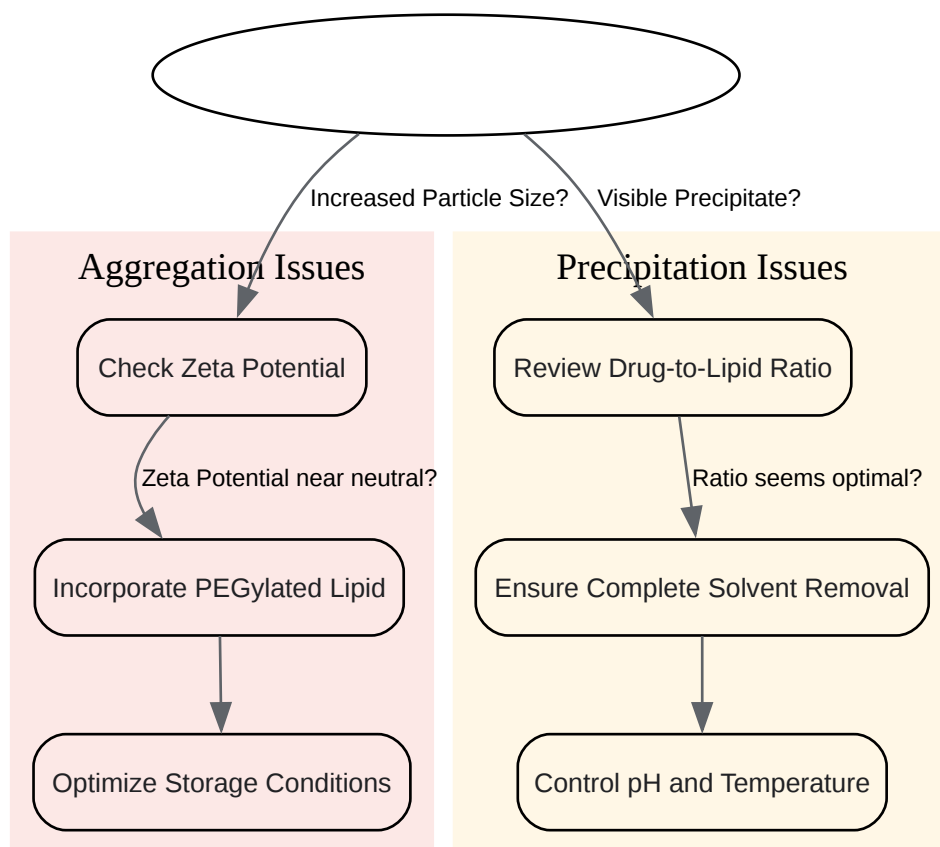 Increased Particle Size?
Visible Precipitate?
Aggregation Issues
Precipitation Issues
Check Zeta Potential
Review Drug-to-Lipid Ratio
Zeta Potential near neutral?
Ratio seems optimal?
Incorporate PEGylated Lipid
Ensure Complete Solvent Removal
Optimize Storage Conditions
Control pH and Temperature